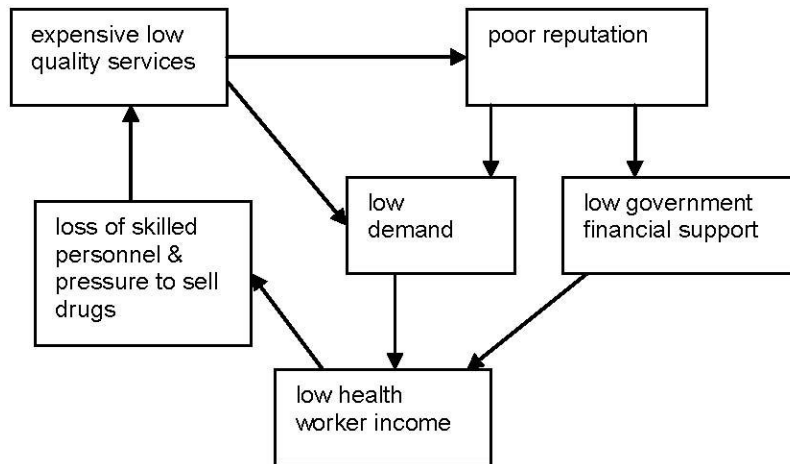 expensive low
quality services
poor reputation
low
demand
low government
financial support
loss of skilled
personnel &
pressure to sell
drugs
low health
worker income